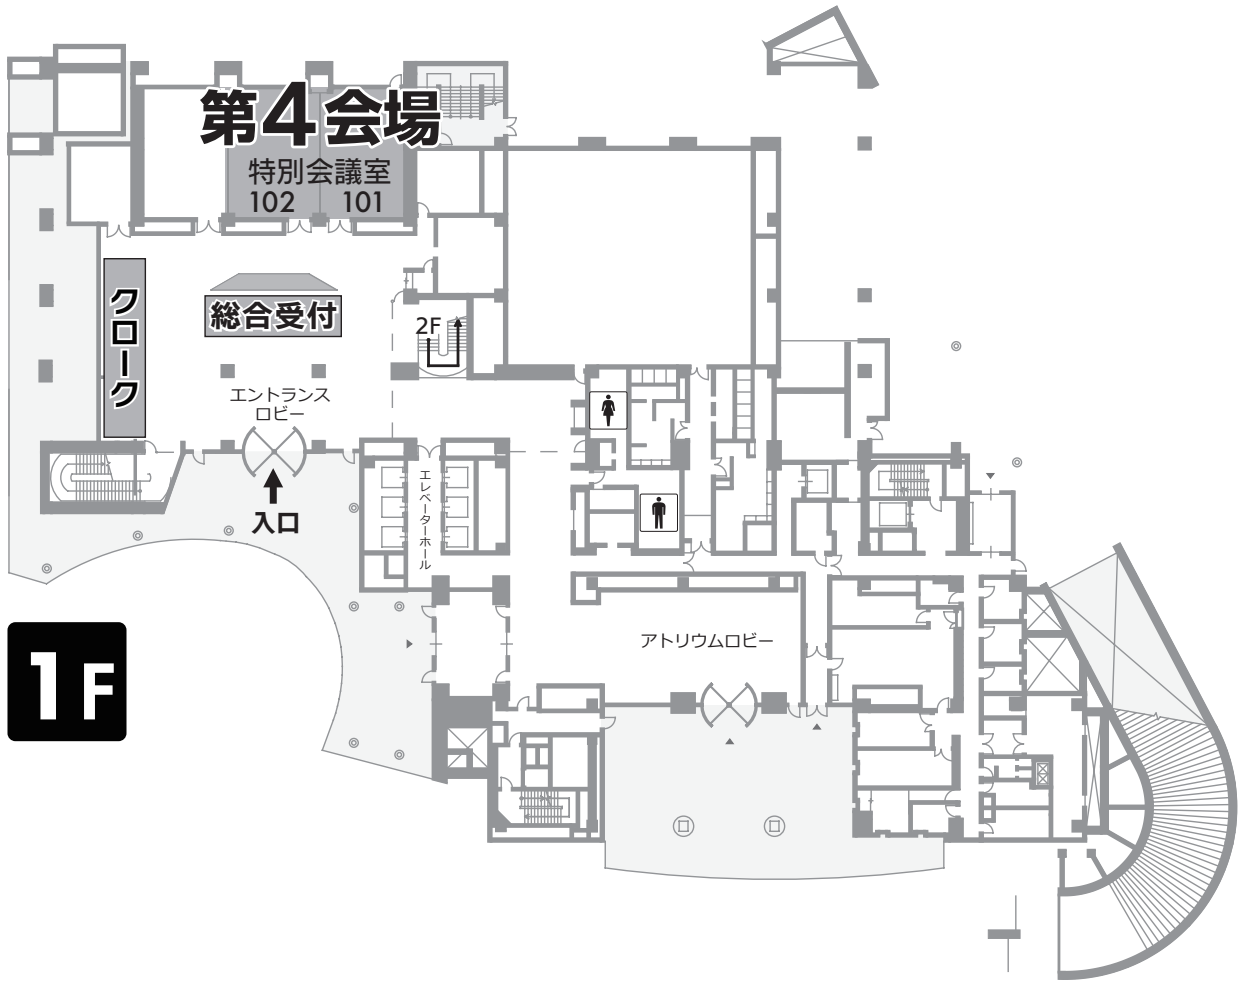 第4会場
特別会議室
102
101
クローク
総合受付
2F
エントランス
ロビー
入口
エレベーターホール
アトリウムロビー
1F